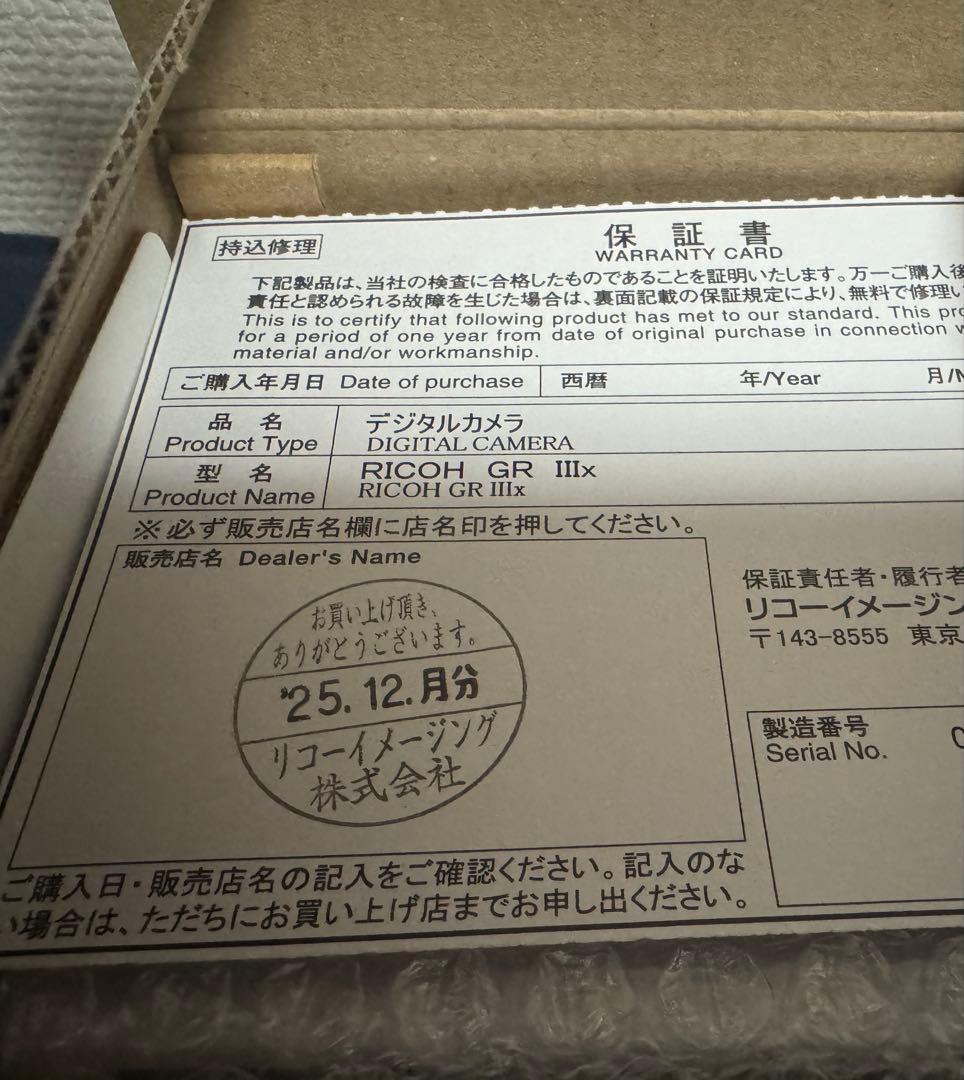 持込修理
保証書
WARRANTY CARD
下記製品は、当社の検査に合格したものであることを証明いたします。万一ご購入後
責任と認められる故障を生じた場合は、裏面記載の保証規定により、無料で修理い
This is to certify that following product has met to our standard. This pro
for a period of one year from date of original purchase in connection w
material and/or workmanship.
ご購入年月日 Date of purchase 西暦 年/Year 月/M
品名 デジタルカメラ
Product Type DIGITAL CAMERA
型名 RICOH GR IIIx
Product Name RICOH GR IIIx
※必ず販売店名欄に店名印を押してください。
販売店名 Dealer's Name
お買い上げ頂き、
ありがとうございます。
'25.12.月分
リコーイメージング
株式会社
保証責任者・履行者
リコーイメージン
〒143-8555 東京
製造番号
Serial No.
ご購入日・販売店名の記入をご確認ください。記入のな
い場合は、ただちにお買い上げ店までお申し出ください。